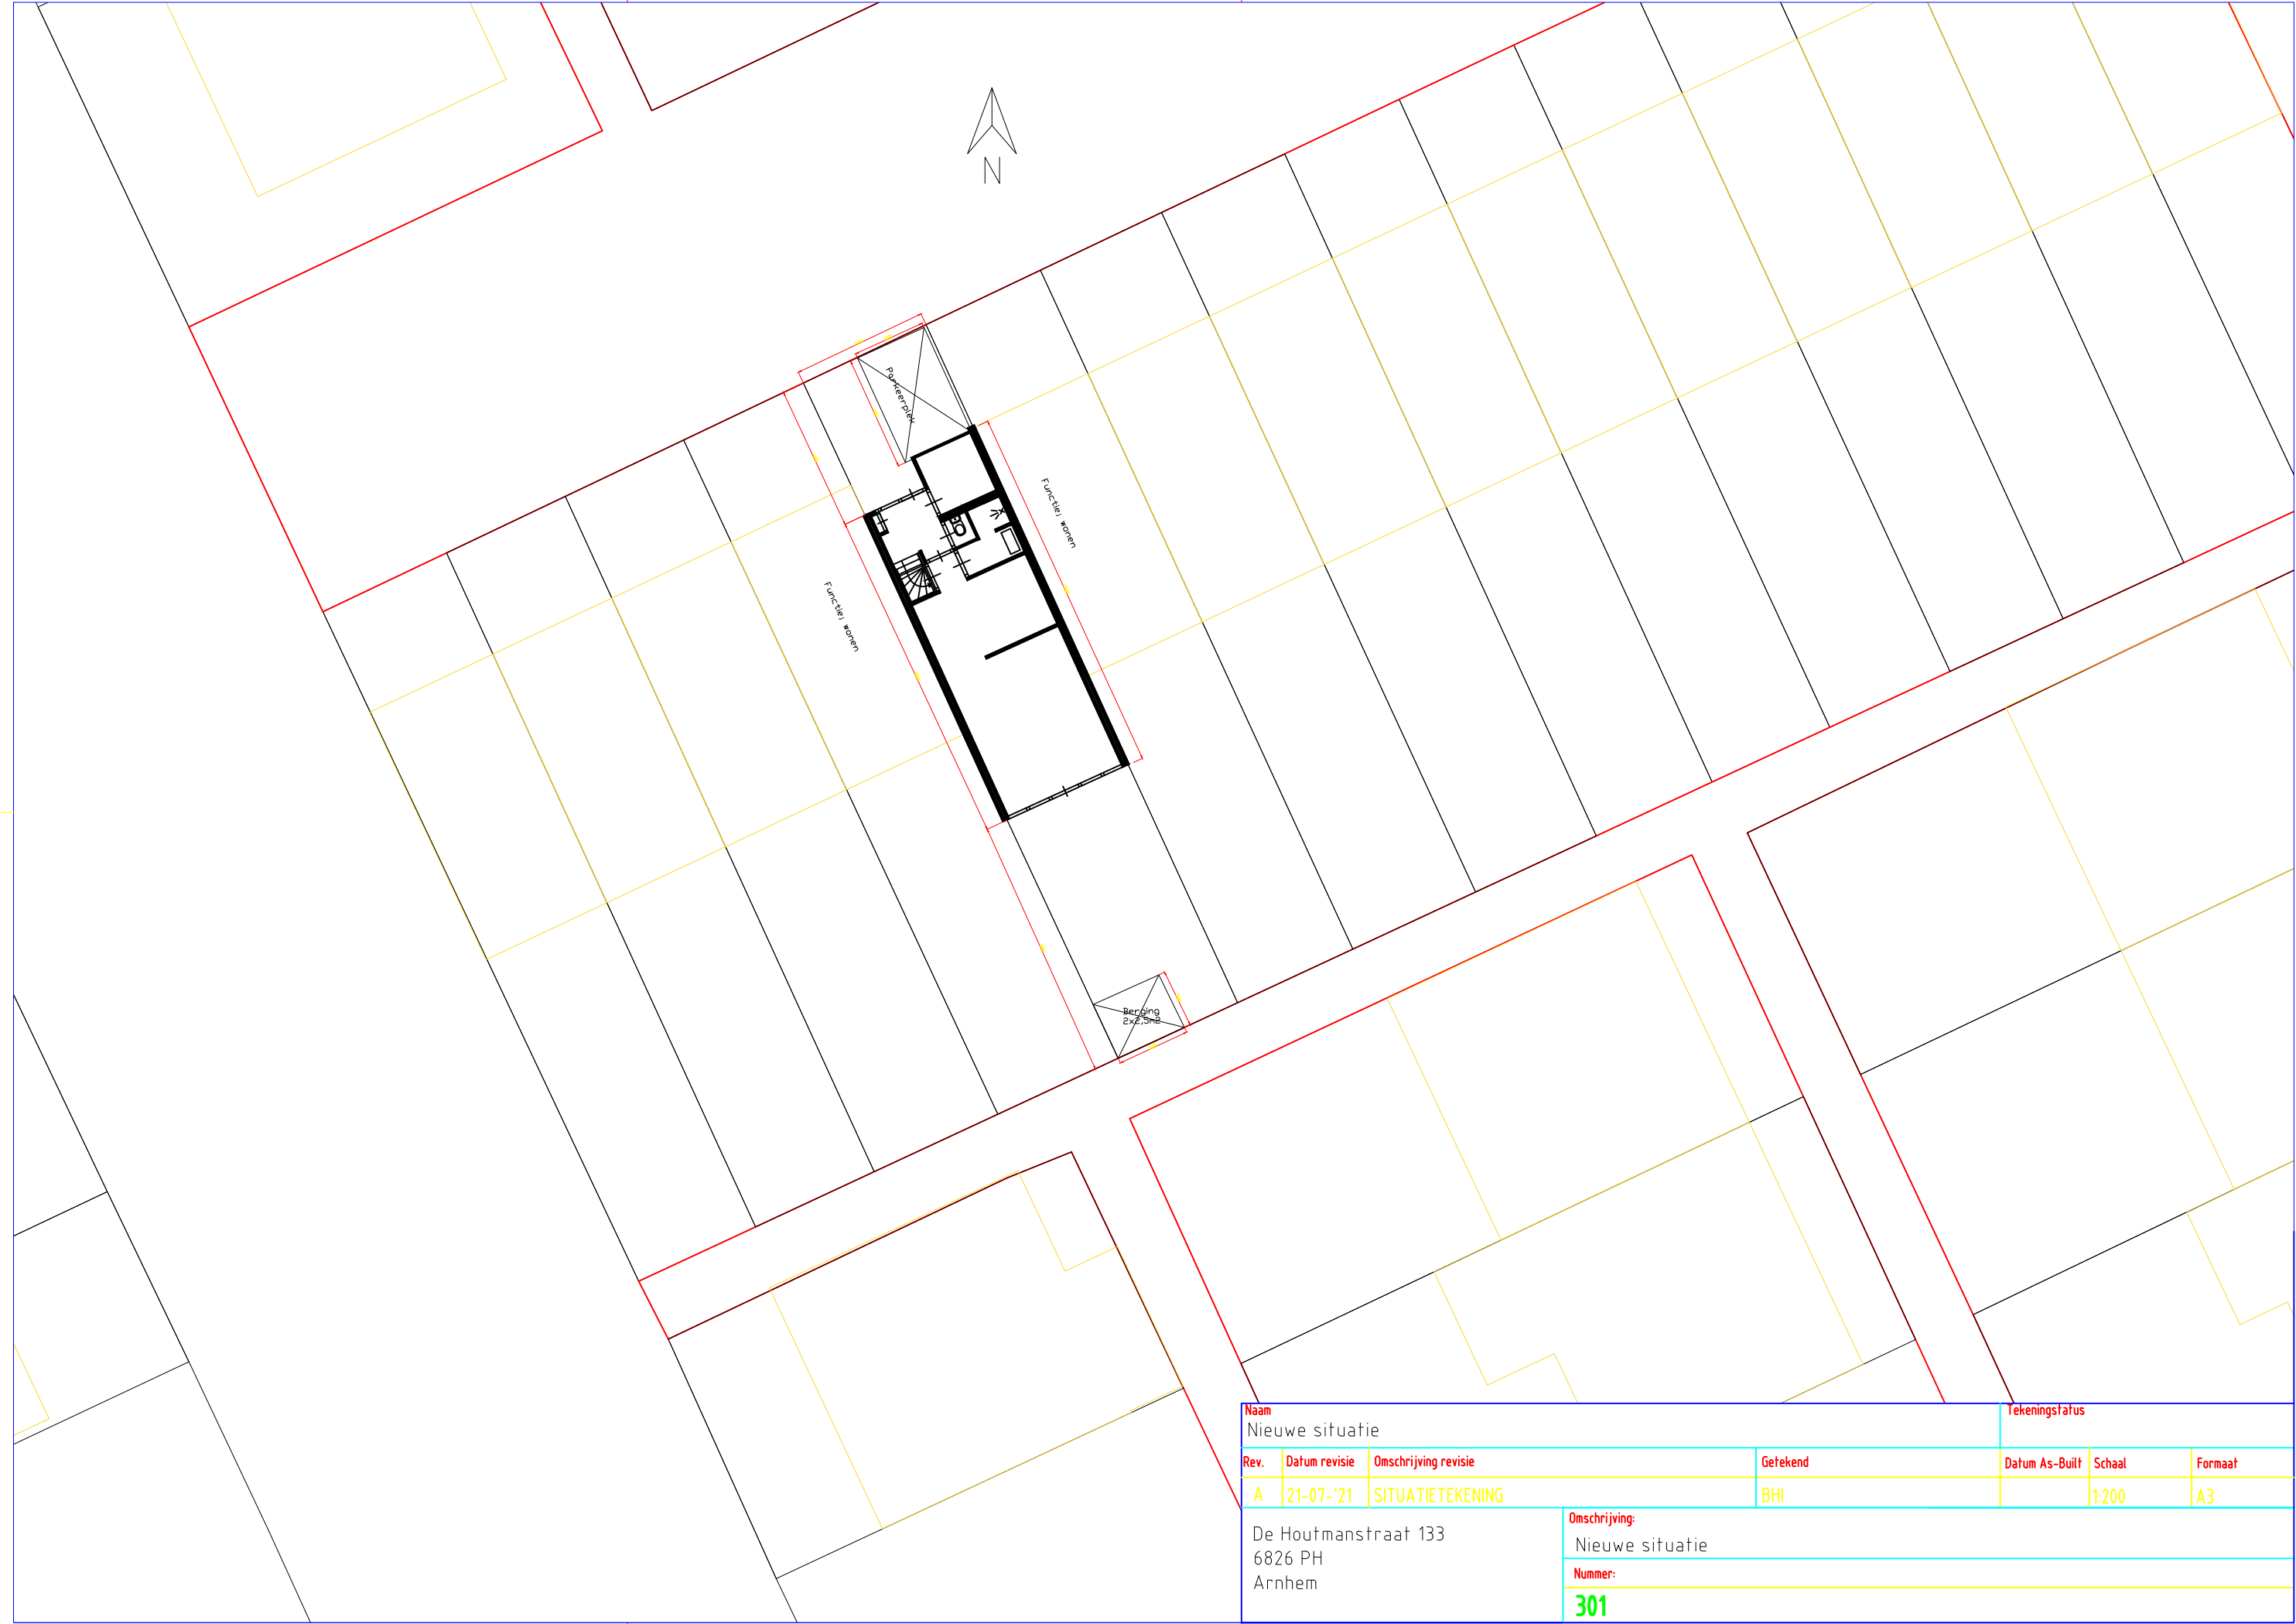 N
Parkeerplek
Functie; wonen
Functie; wonen
Berging
2x2,5m2
Naam
Nieuwe situatie
Tekeningstatus
Rev. Datum revisie Omschrijving revisie Getekend Datum As-Built Schaal Formaat
A 21-07-'21 SITUATIETEKENING BHI 1:200 A3
De Houtmanstraat 133
6826 PH
Arnhem
Omschrijving:
Nieuwe situatie
Nummer:
301